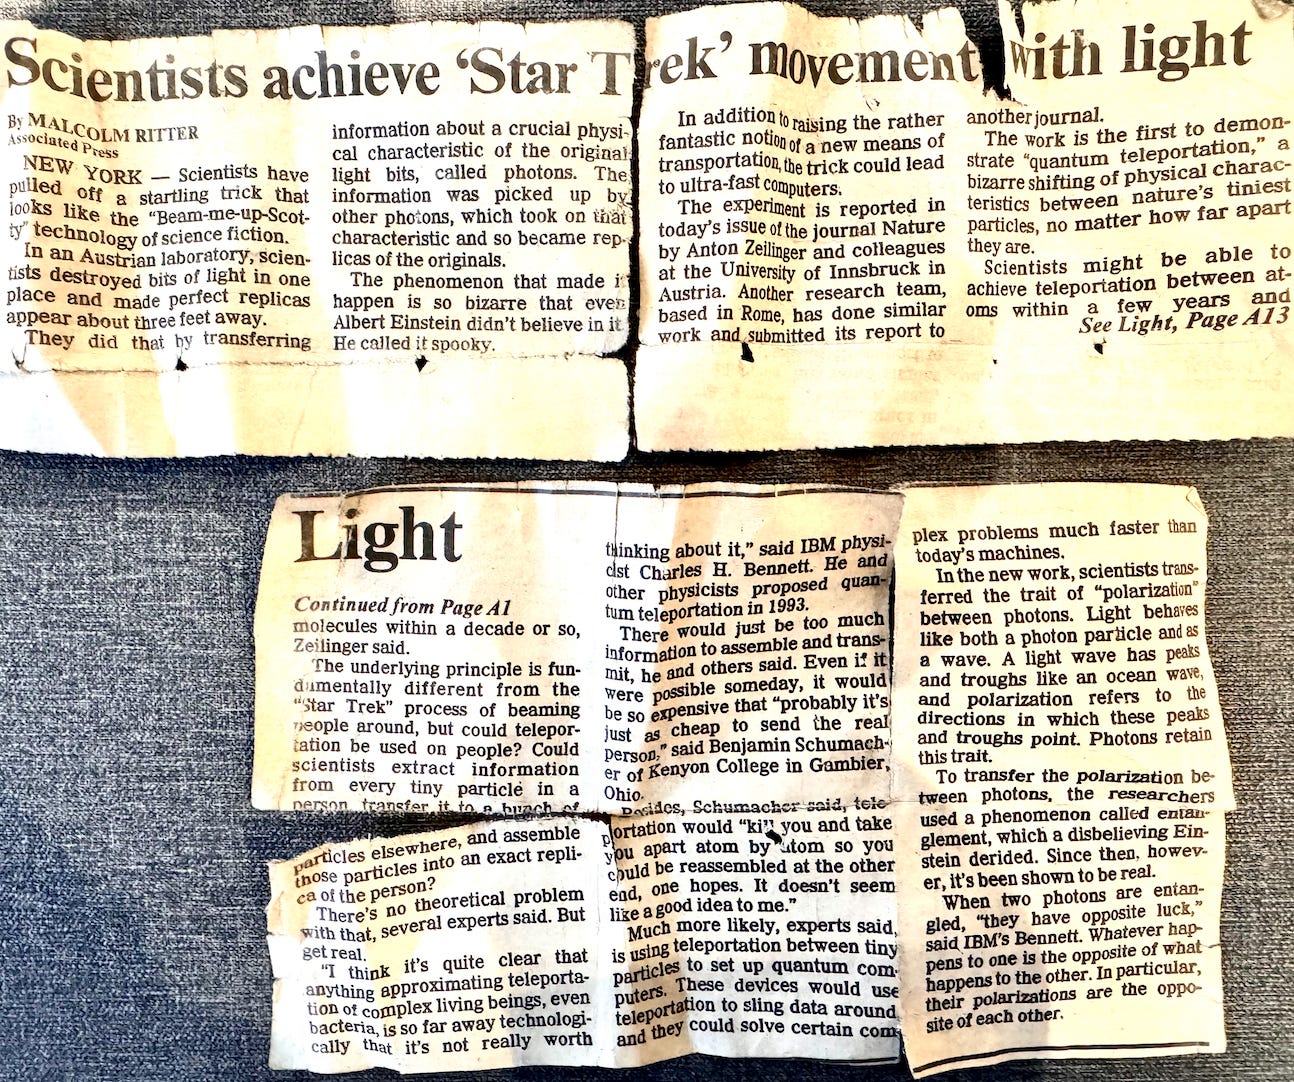 Scientists achieve ‘Star Trek’ movement with light
By MALCOLM RITTER
Associated Press
NEW YORK — Scientists have
pulled off a startling trick that
looks like the “Beam-me-up-Scot-
ty” technology of science fiction.
In an Austrian laboratory, scien-
tists destroyed bits of light in one
place and made perfect replicas
appear about three feet away.
They did that by transferring
information about a crucial physi-
cal characteristic of the original
light bits, called photons. The
information was picked up by
other photons, which took on that
characteristic and so became rep-
licas of the originals.
The phenomenon that made it
happen is so bizarre that even
Albert Einstein didn’t believe in it.
He called it spooky.
In addition to raising the rather
fantastic notion of a new means of
transportation, the trick could lead
to ultra-fast computers.
The experiment is reported in
today’s issue of the journal Nature
by Anton Zeilinger and colleagues
at the University of Innsbruck in
Austria. Another research team,
based in Rome, has done similar
work and submitted its report to
another journal.
The work is the first to demon-
strate “quantum teleportation,” a
bizarre shifting of physical charac-
teristics between nature’s tiniest
particles, no matter how far apart
they are.
Scientists might be able to
achieve teleportation between at-
oms within a few years and
See Light, Page A13
Light
Continued from Page A1
molecules within a decade or so,
Zeilinger said.
The underlying principle is fun-
damentally different from the
“Star Trek” process of beaming
people around, but could telepor-
tation be used on people? Could
scientists extract information
from every tiny particle in a
person, transfer it to a bunch of
particles elsewhere, and assemble
those particles into an exact repli-
ca of the person?
There’s no theoretical problem
with that, several experts said. But
get real.
“I think it’s quite clear that
anything approximating teleporta-
tion of complex living beings, even
bacteria, is so far away technologi-
cally that it’s not really worth
thinking about it,” said IBM physi-
cist Charles H. Bennett. He and
other physicists proposed quan-
tum teleportation in 1993.
There would just be too much
information to assemble and trans-
mit, he and others said. Even if it
were possible someday, it would
be so expensive that “probably it’s
just as cheap to send the real
person,” said Benjamin Schumach-
er of Kenyon College in Gambier,
Ohio.
Besides, Schumacher said, tele-
portation would “kill you and take
you apart atom by atom so you
could be reassembled at the other
end, one hopes. It doesn’t seem
like a good idea to me.”
Much more likely, experts said,
is using teleportation between tiny
particles to set up quantum com-
puters. These devices would use
teleportation to sling data around,
and they could solve certain com-
plex problems much faster than
today’s machines.
In the new work, scientists trans-
ferred the trait of “polarization”
between photons. Light behaves
like both a photon particle and as
a wave. A light wave has peaks
and troughs like an ocean wave,
and polarization refers to the
directions in which these peaks
and troughs point. Photons retain
this trait.
To transfer the polarization be-
tween photons, the researchers
used a phenomenon called entan-
glement, which a disbelieving Ein-
stein derided. Since then, howev-
er, it’s been shown to be real.
When two photons are entan-
gled, “they have opposite luck,”
said IBM’s Bennett. Whatever hap-
pens to one is the opposite of what
happens to the other. In particular,
their polarizations are the oppo-
site of each other.